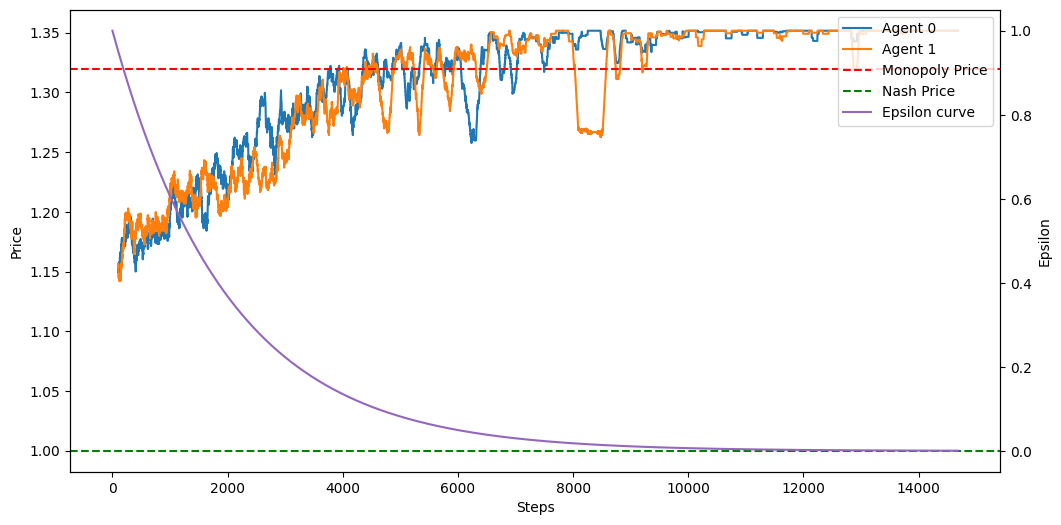 1.35
1.30
1.25
1.20
1.15
1.10
1.05
1.00
Price
0
2000
4000
6000
8000
10000
12000
14000
Steps
1.0
0.8
0.6
0.4
0.2
0.0
Epsilon
Agent 0
Agent 1
Monopoly Price
Nash Price
Epsilon curve